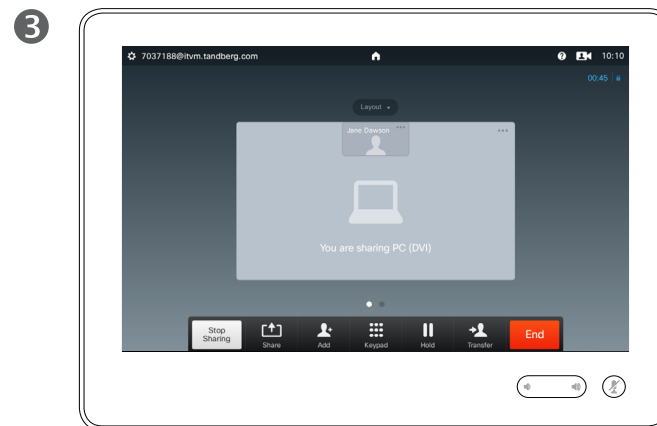 3
7037188@itvm.tandberg.com
10:10
00:45
Layout
Jane Dawson
You are sharing PC (DVI)
Stop
Sharing
Share
Add
Keypad
Hold
Transfer
End